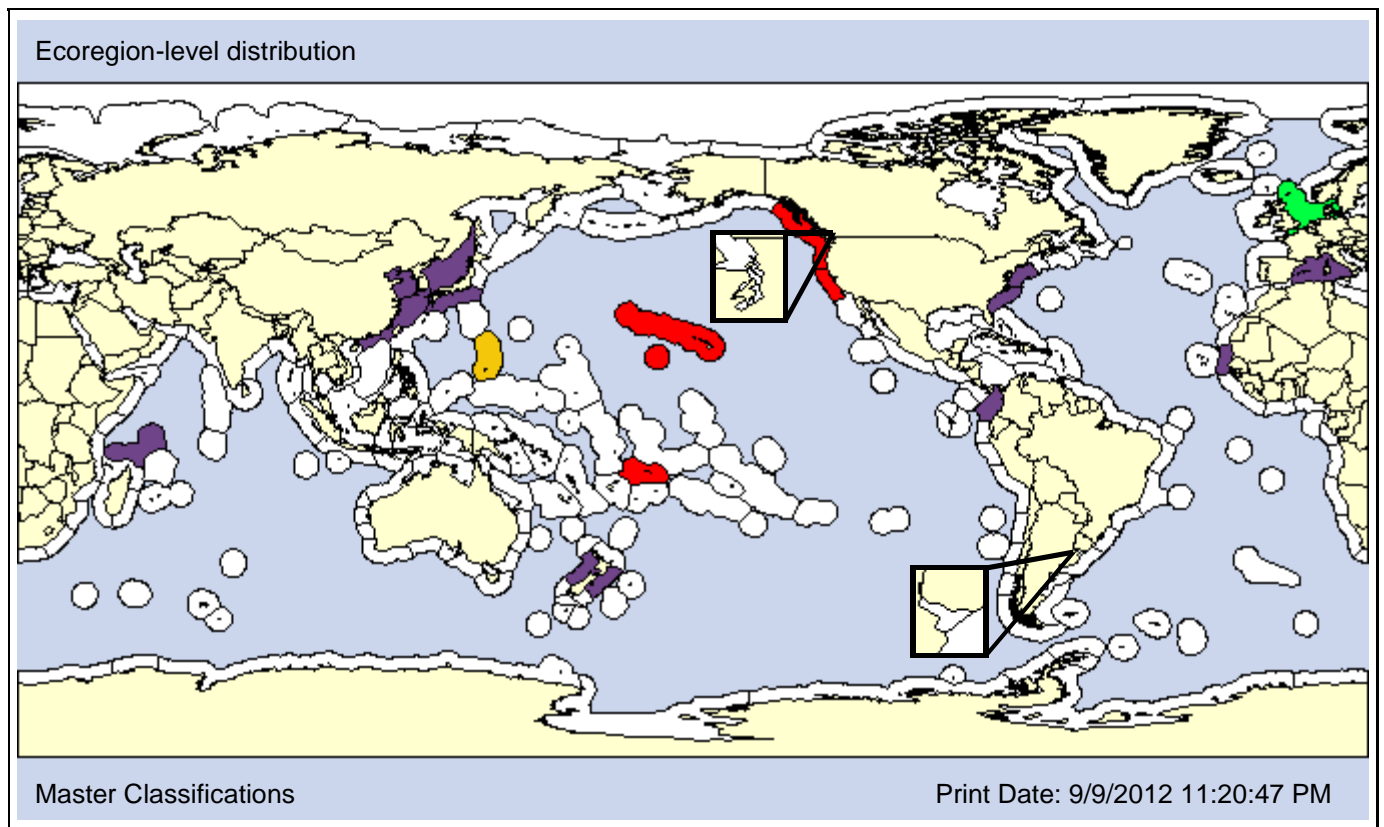 Ecoregion-level distribution
Master Classifications
Print Date: 9/9/2012 11:20:47 PM